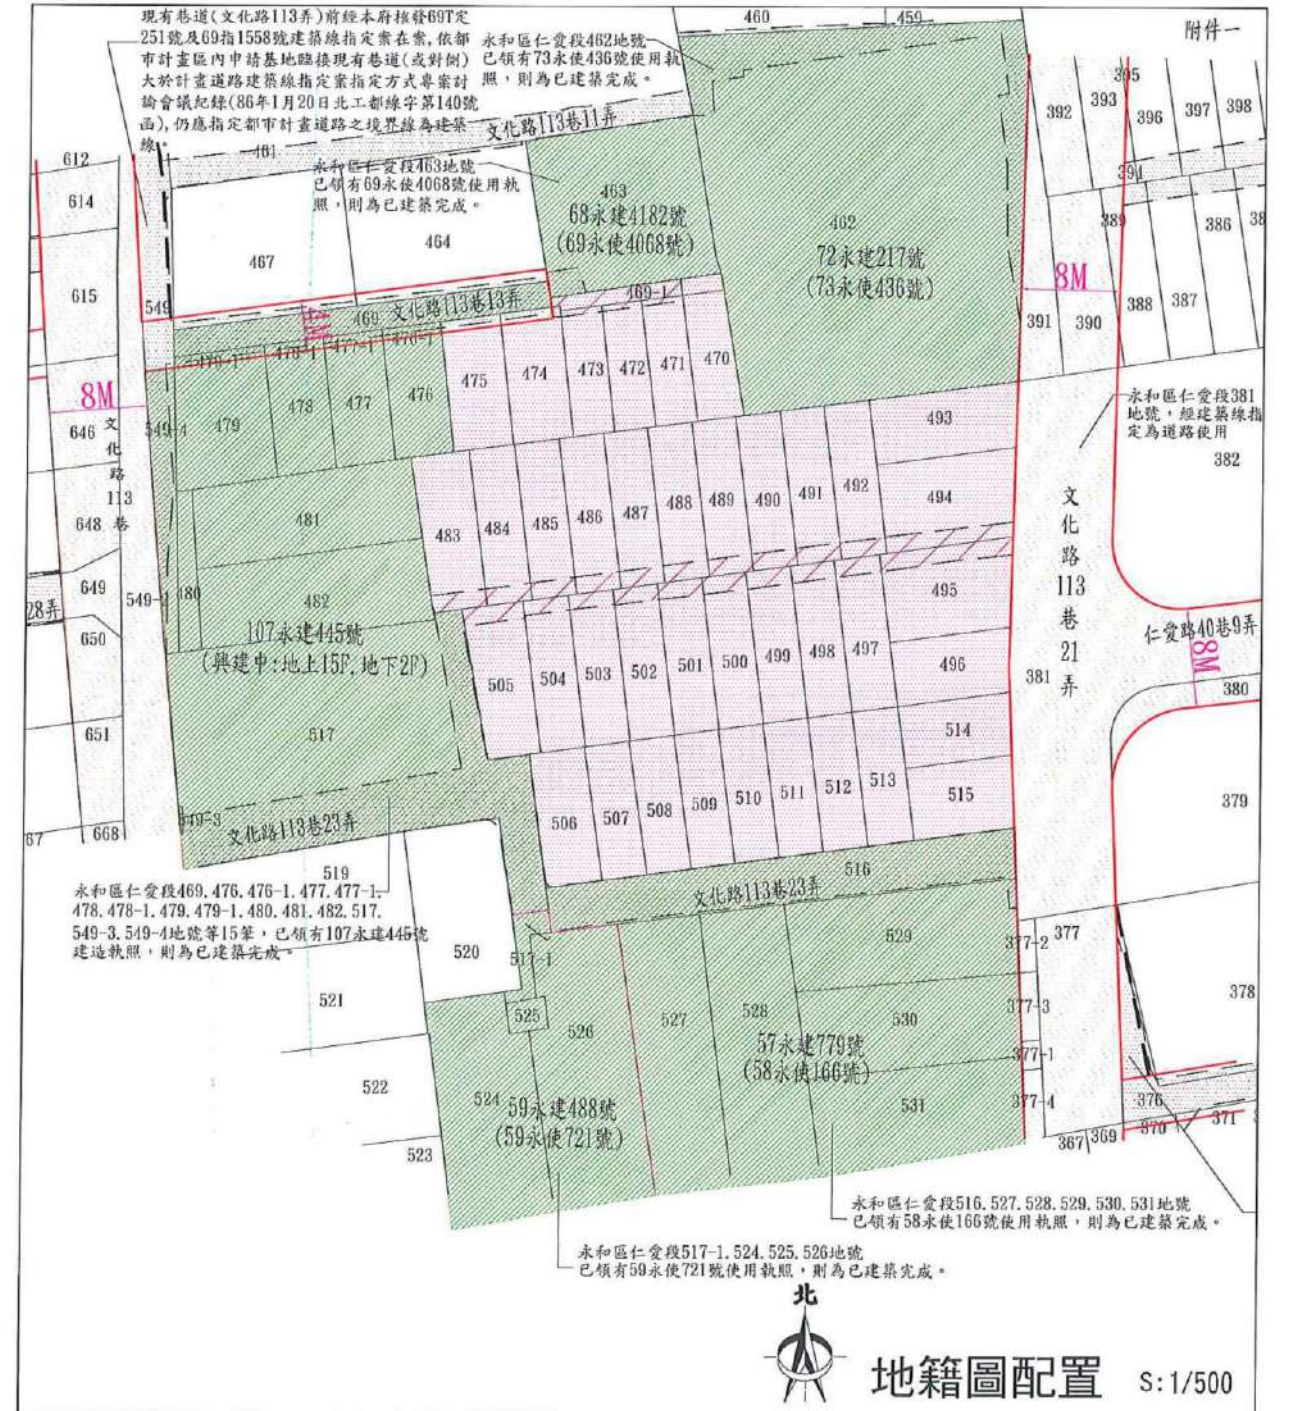 附件一
現有巷道(文化路113弄)前經本府核發69T定
251號及69指1558號建築線指定案在案,依都
市計畫區內申請基地臨接現有巷道(或對側)
大於計畫道路建築線指定案指定方式專案討
論會議紀錄(86年1月20日北工都線字第140號
函),仍應指定都市計畫道路之境界線為建築
線。
永和區仁愛段462地號
已領有73永使436號使用執
照,則為已建築完成。
460
459
文化路113巷11弄
461
永和區仁愛段463地號
已領有69永使4068號使用執
照,則為已建築完成。
463
68永建4182號
(69永使4068號)
462
72永建217號
(73永使436號)
392
393
395
396
397
398
391
389
386
38
388
387
8M
391
390
612
614
615
467
464
549
469
文化路113巷13弄
4M
469-1
479-1
478-1
477-1
476-1
475
474
473
472
471
470
479
478
477
476
8M
646
文化路113巷
549-4
648
649
28弄
650
651
67
668
549-1
480
481
482
107永建445號
(興建中:地上15F.地下2F)
517
549-3
文化路113巷23弄
483
484
485
486
487
488
489
490
491
492
493
494
495
496
505
504
503
502
501
500
499
498
497
514
515
506
507
508
509
510
511
512
513
永和區仁愛段381
地號,經建築線指
定為道路使用
382
文化路113巷21弄
381
仁愛路40巷9弄
8M
380
379
519
永和區仁愛段469.476.476-1.477.477-1.
478.478-1.479.479-1.480.481.482.517.
549-3.549-4地號等15筆,已領有107永建445號
建造執照,則為已建築完成。
516
文化路113巷23弄
520
517-1
521
522
523
525
526
524
59永建488號
(59永使721號)
527
528
529
530
531
57永建779號
(58永使166號)
377-2
377
377-3
377-1
377-4
378
376
370-1
371
367
369
永和區仁愛段516.527.528.529.530.531地號
已領有58永使166號使用執照,則為已建築完成。
永和區仁愛段517-1.524.525.526地號
已領有59永使721號使用執照,則為已建築完成。
北
地籍圖配置
S:1/500